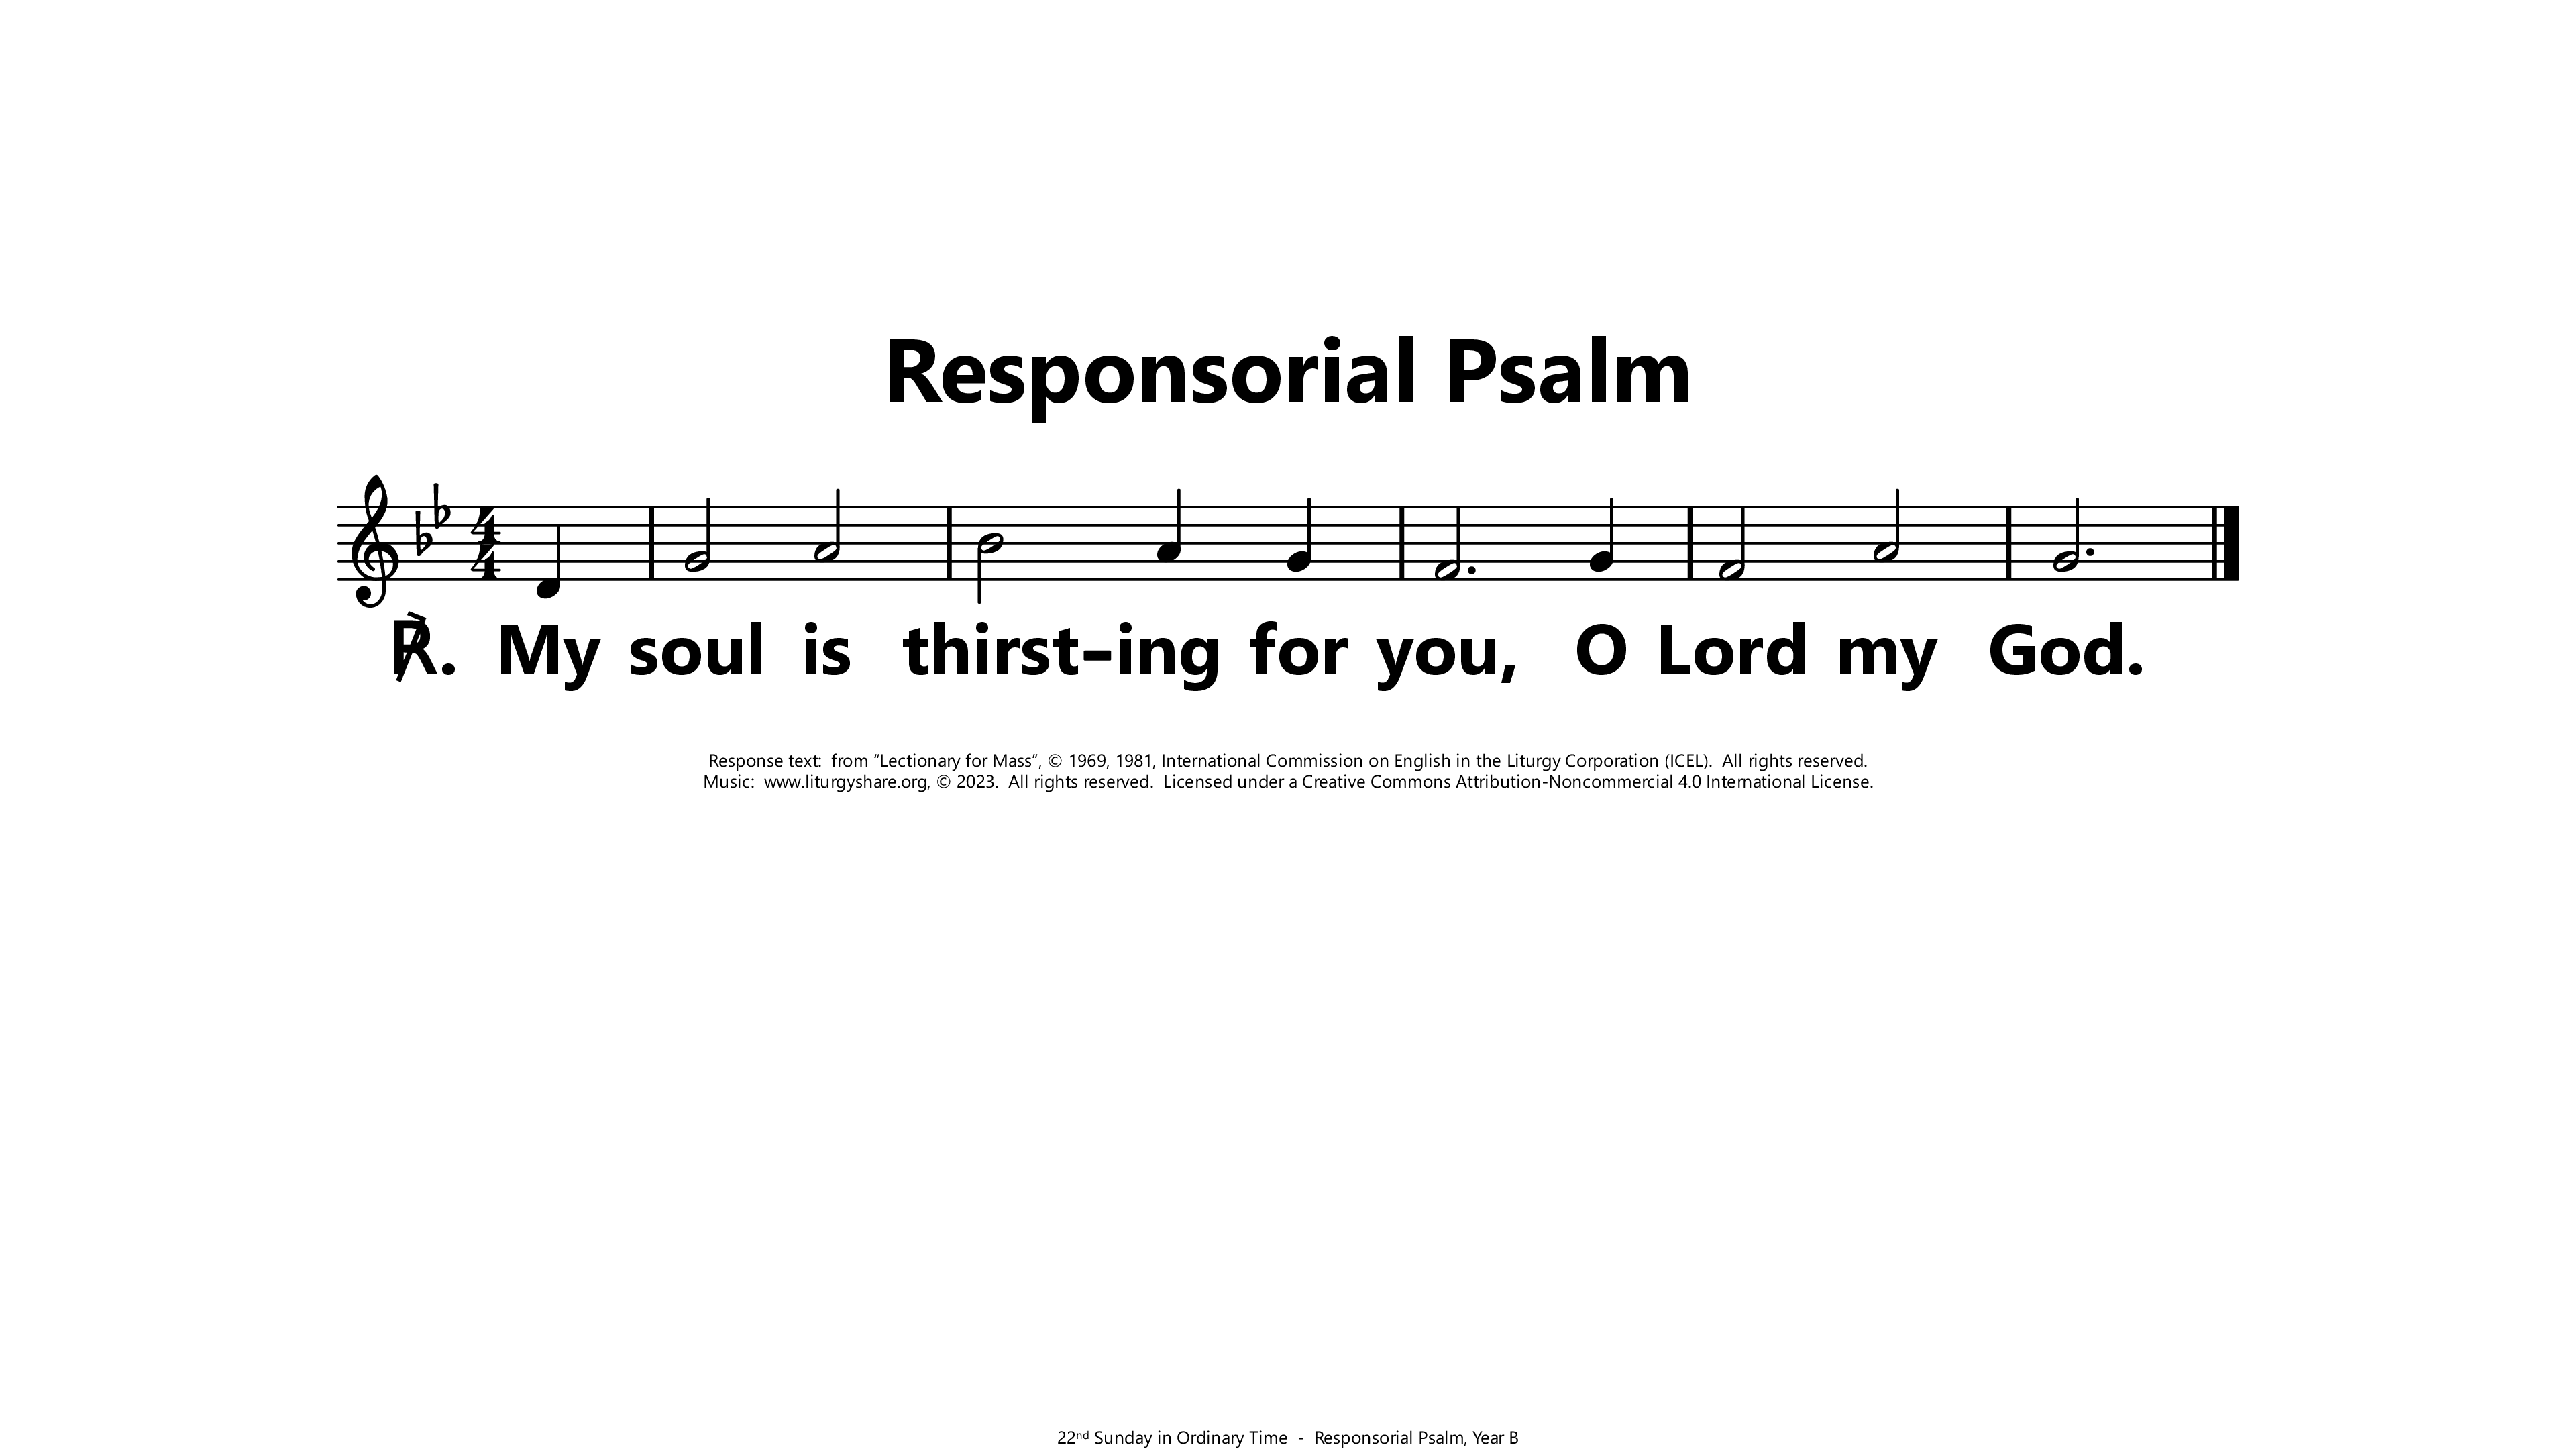 Responsorial Psalm
℟. My soul is thirst-ing for you, O Lord my God.
Response text:  from “Lectionary for Mass”, © 1969, 1981, International Commission on English in the Liturgy Corporation (ICEL).  All rights reserved.
Music:  www.liturgyshare.org, © 2023.  All rights reserved.  Licensed under a Creative Commons Attribution-Noncommercial 4.0 International License.
22nd Sunday in Ordinary Time  -  Responsorial Psalm, Year B